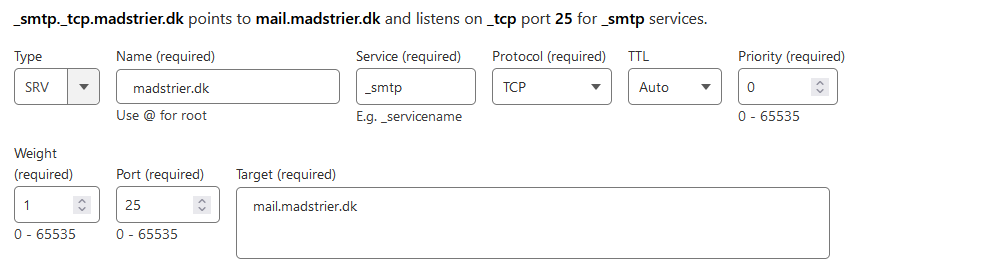 _smtp._tcp.madstrier.dk points to mail.madstrier.dk and listens on _tcp port 25 for _smtp services.
Type Name (required) Service (required) Protocol (required) TTL Priority (required)
SRV madstrier.dk _smtp TCP Auto 0
Use @ for root E.g. _servicename 0 - 65535
Weight
(required) Port (required) Target (required)
1 25 mail.madstrier.dk
0 - 65535 0 - 65535